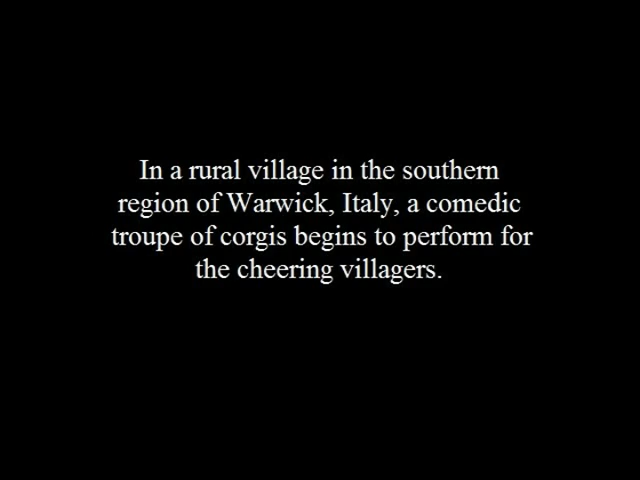 In a rural village in the southern
region of Warwick, Italy, a comedic
troupe of corgis begins to perform for
the cheering villagers.